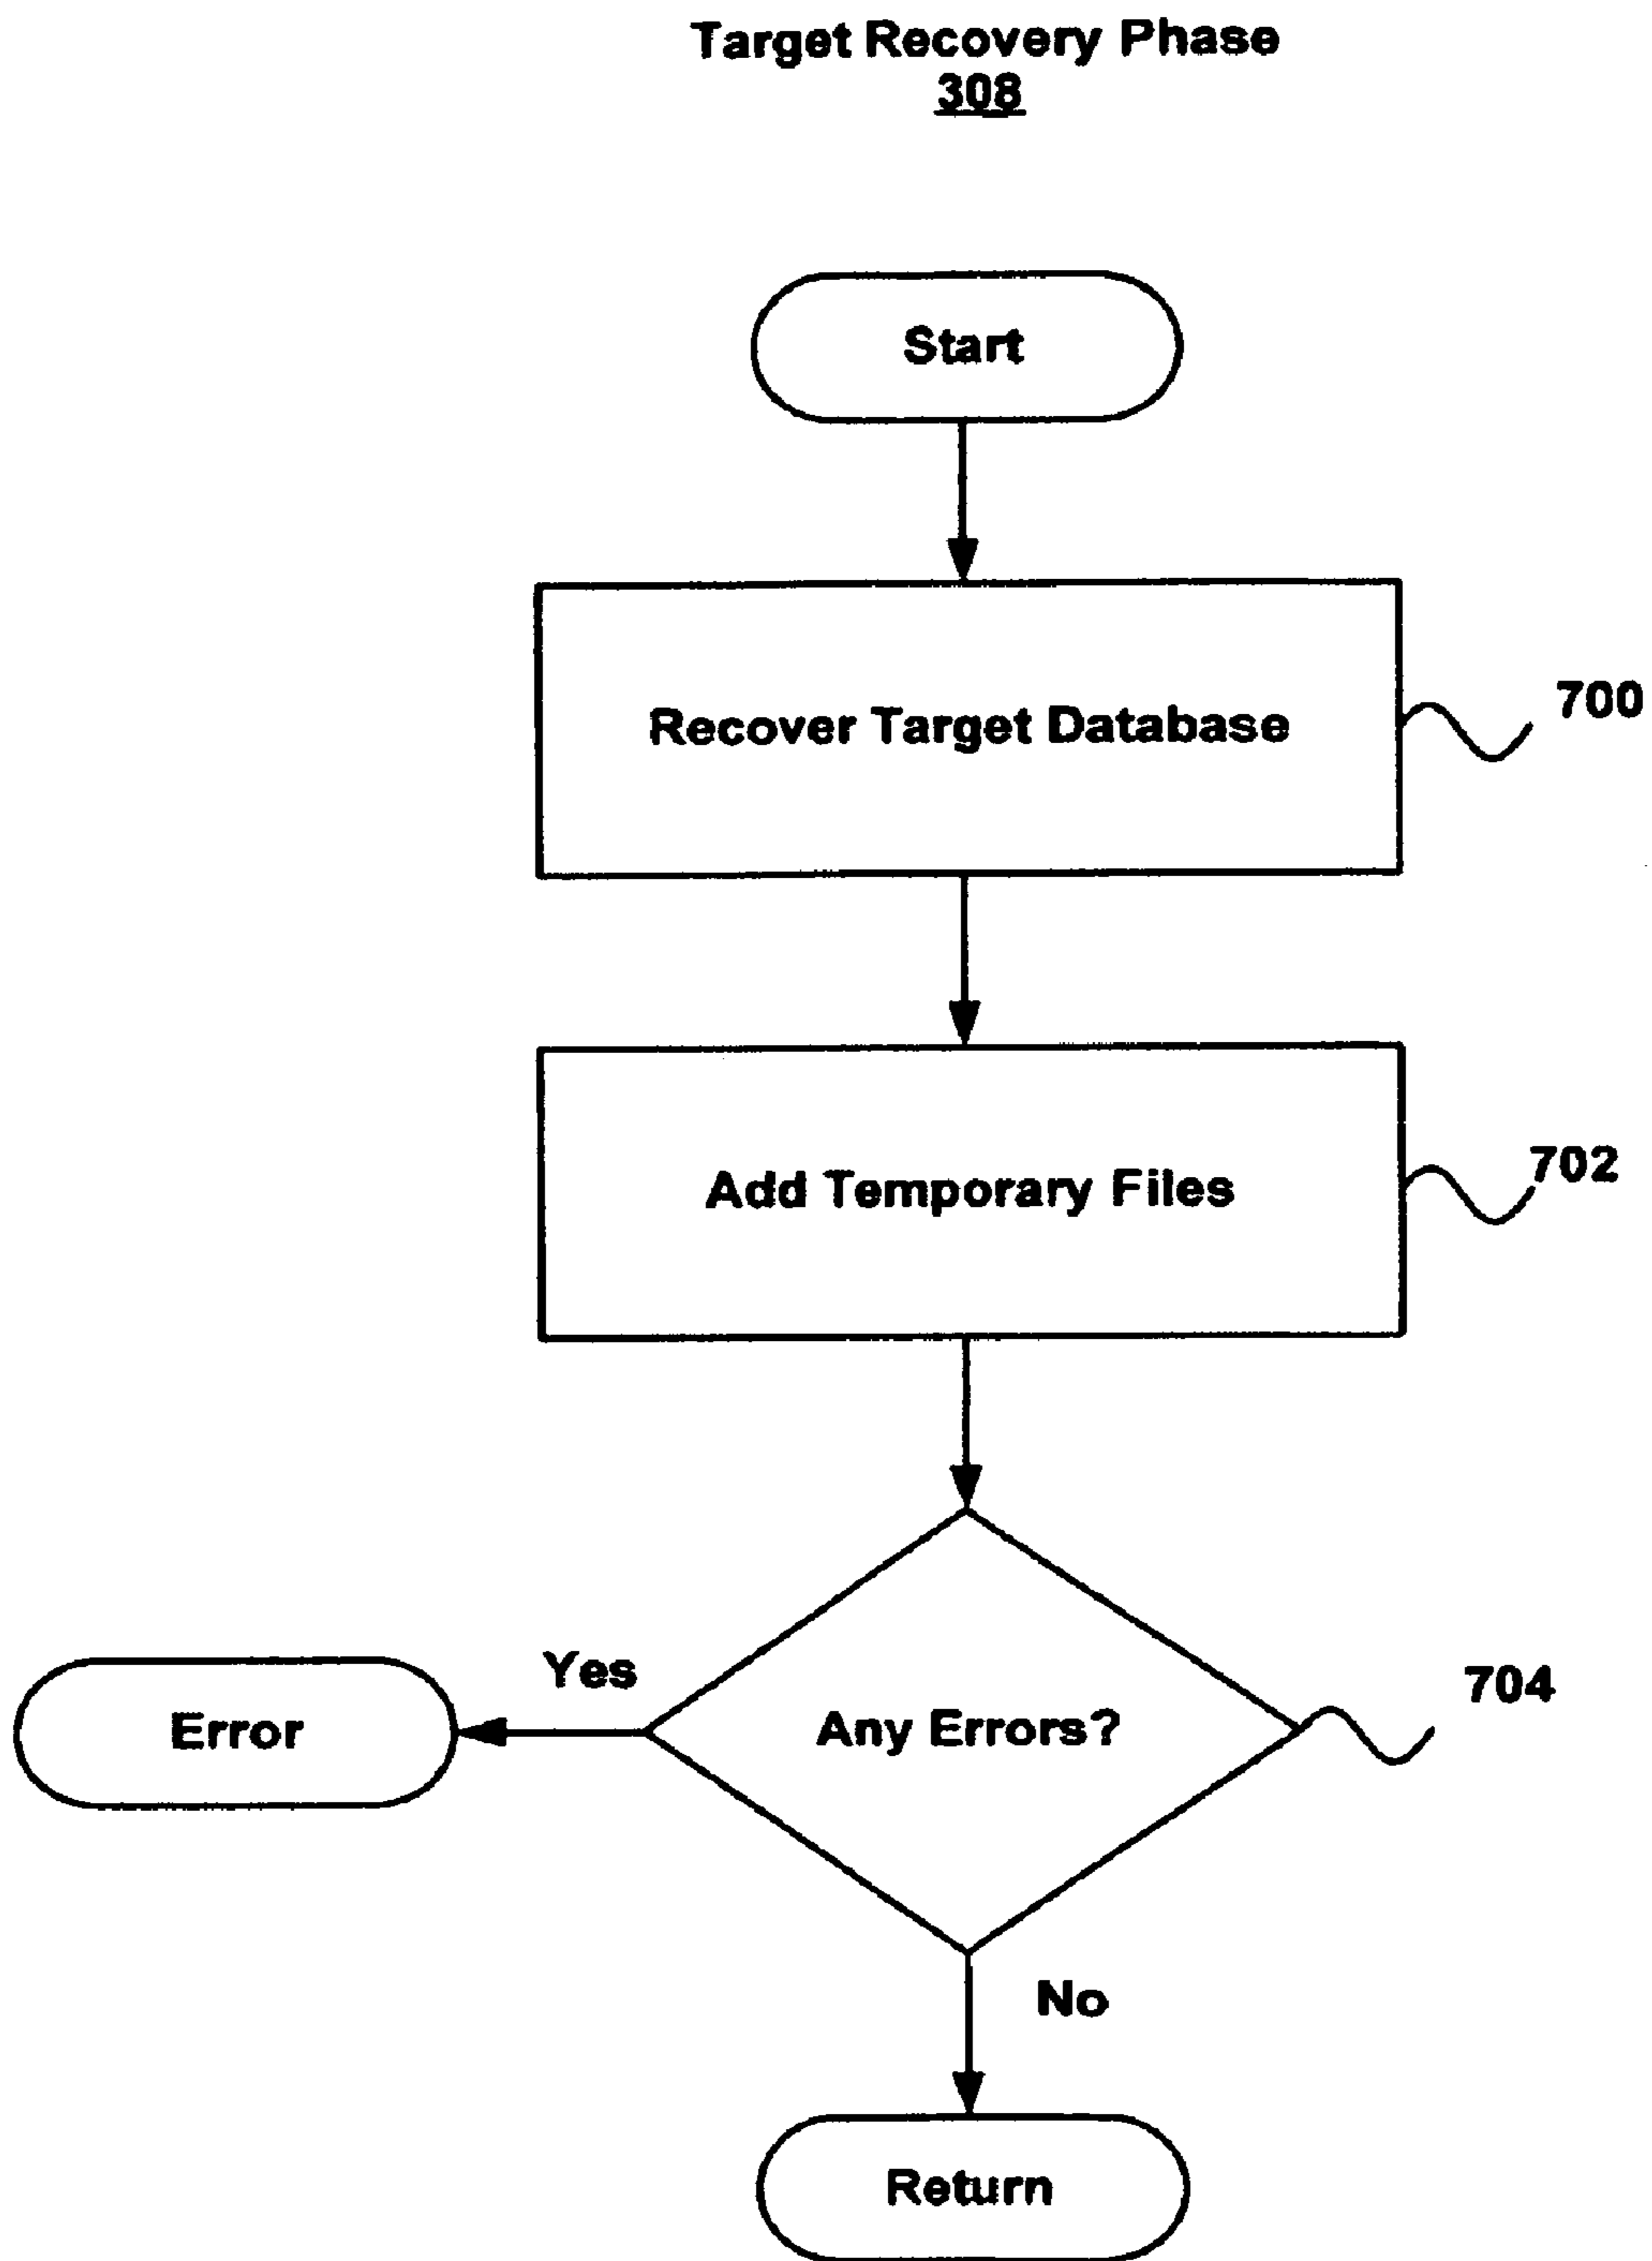 Target Recovery Phase
308
Start
Recover Target Database
700
Add Temporary Files
702
Yes
704
Error
Any Errors?
No
Return